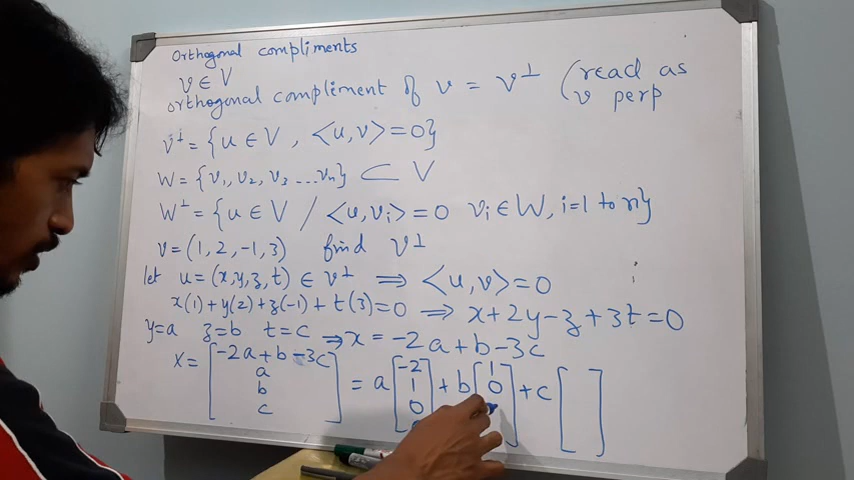 Orthogonal compliments
v ∈ V
orthogonal compliment of v = v⊥ (read as
v perp
v⊥ = {u ∈ V , <u, v> = 0}
W = {v₁, v₂, v₃ ... vₙ} ⊂ V
W⊥ = {u ∈ V / <u, vᵢ> = 0 vᵢ ∈ W, i=1 to n}
v = (1, 2, -1, 3) find v⊥
let u = (x, y, z, t) ∈ v⊥ ⟹ <u, v> = 0
x(1) + y(2) + z(-1) + t(3) = 0 ⟹ x + 2y - z + 3t = 0
y = a z = b t = c ⇒ x = -2a + b - 3c
X = [-2a + b - 3c
a
b
c] = a [-2
1
0
+ b [1
0
] + c [ ]